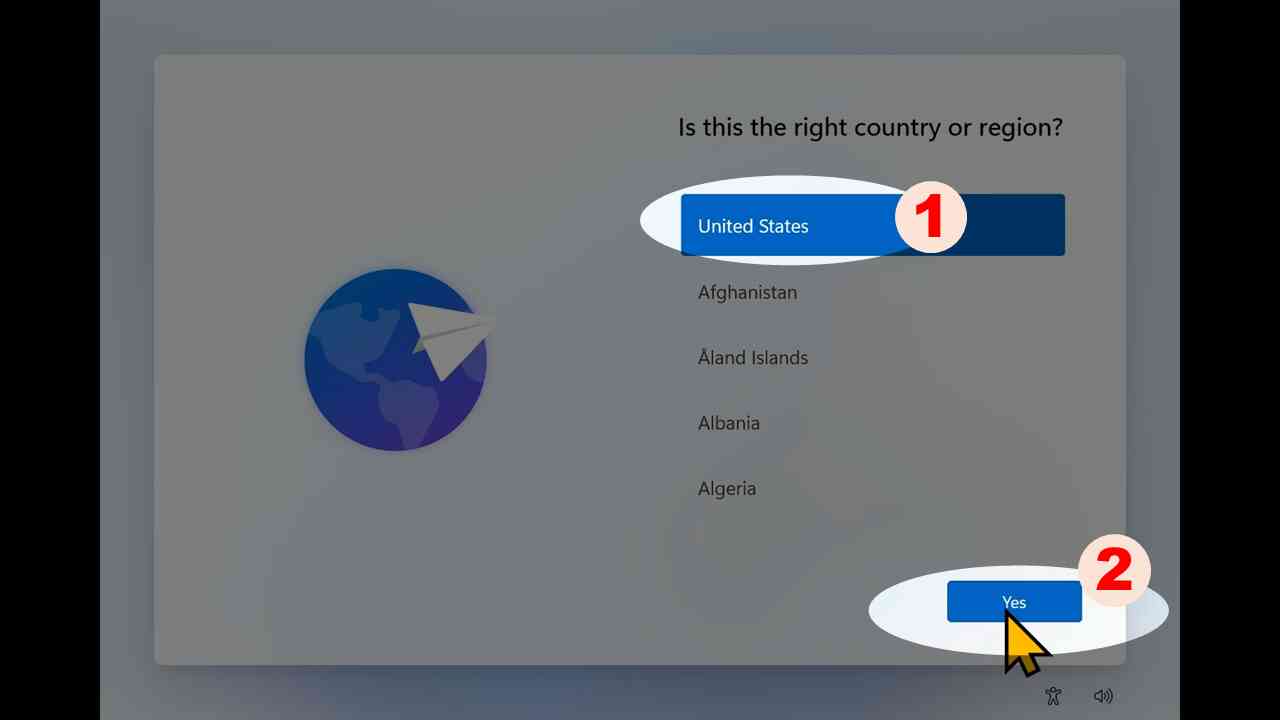 Is this the right country or region?
United States
1
Afghanistan
Åland Islands
Albania
Algeria
2
Yes